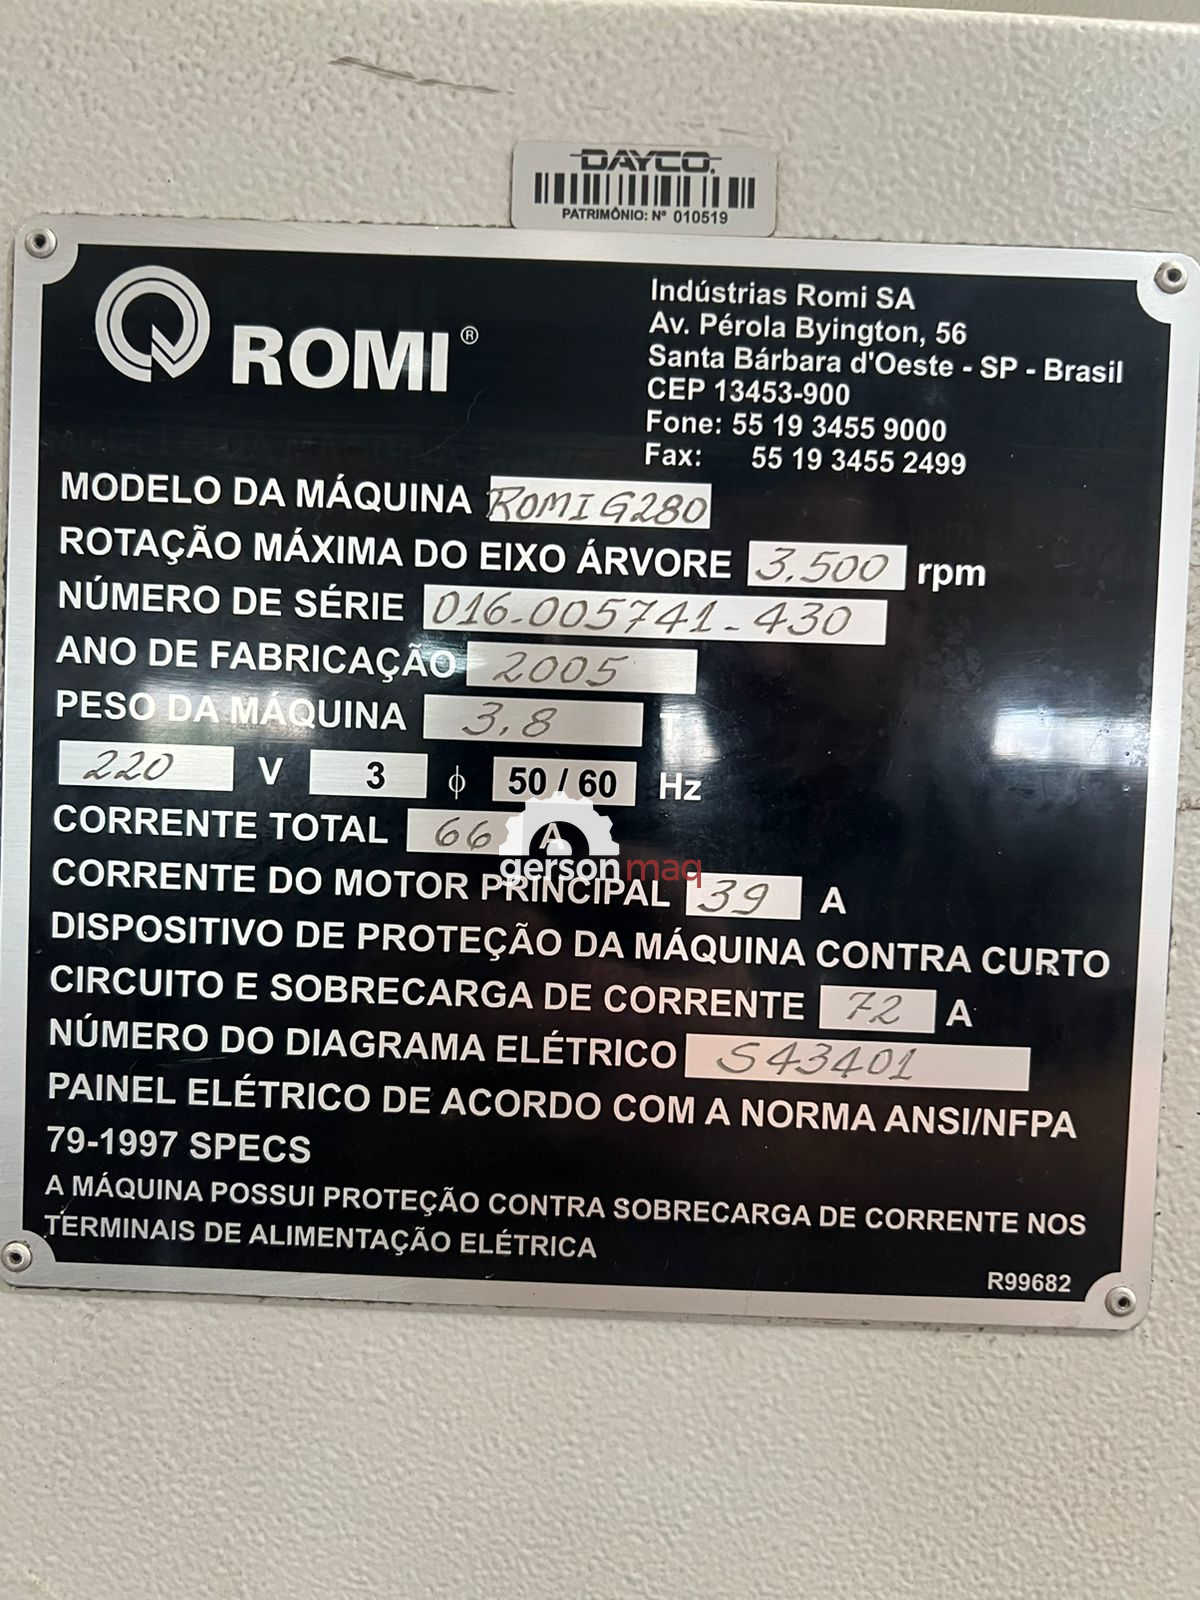 DAYCO.
PATRIMÔNIO: Nº 010519
ROMI®
Indústrias Romi SA
Av. Pérola Byington, 56
Santa Bárbara d'Oeste - SP - Brasil
CEP 13453-900
Fone: 55 19 3455 9000
Fax: 55 19 3455 2499
MODELO DA MÁQUINA ROMI G280
ROTAÇÃO MÁXIMA DO EIXO ÁRVORE 3.500 rpm
NÚMERO DE SÉRIE 016-005741-430
ANO DE FABRICAÇÃO 2005
PESO DA MÁQUINA 3,8 T
220 V 3 ϕ 50 / 60 Hz
CORRENTE TOTAL 66 A
gersonmaq
CORRENTE DO MOTOR PRINCIPAL 39 A
DISPOSITIVO DE PROTEÇÃO DA MÁQUINA CONTRA CURTO
CIRCUITO E SOBRECARGA DE CORRENTE 72 A
NÚMERO DO DIAGRAMA ELÉTRICO S43401
PAINEL ELÉTRICO DE ACORDO COM A NORMA ANSI/NFPA
79-1997 SPECS
A MÁQUINA POSSUI PROTEÇÃO CONTRA SOBRECARGA DE CORRENTE NOS
TERMINAIS DE ALIMENTAÇÃO ELÉTRICA
R99682